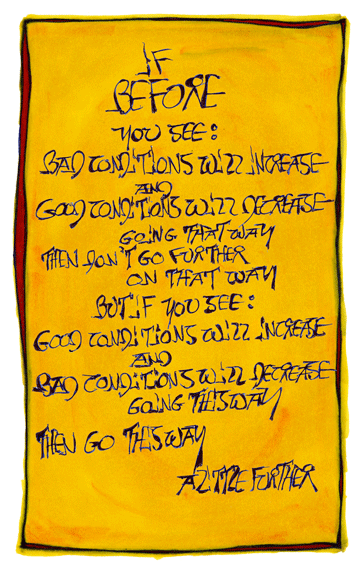 IF
BEFORE
YOU SEE:
BAD CONDITIONS WILL INCREASE
AND
GOOD CONDITIONS WILL DECREASE
GOING THAT WAY
THEN DON'T GO FURTHER
ON THAT WAY
BUT IF YOU SEE:
GOOD CONDITIONS WILL INCREASE
AND
BAD CONDITIONS WILL DECREASE
GOING THIS WAY
THEN GO THIS WAY
A LITTLE FURTHER